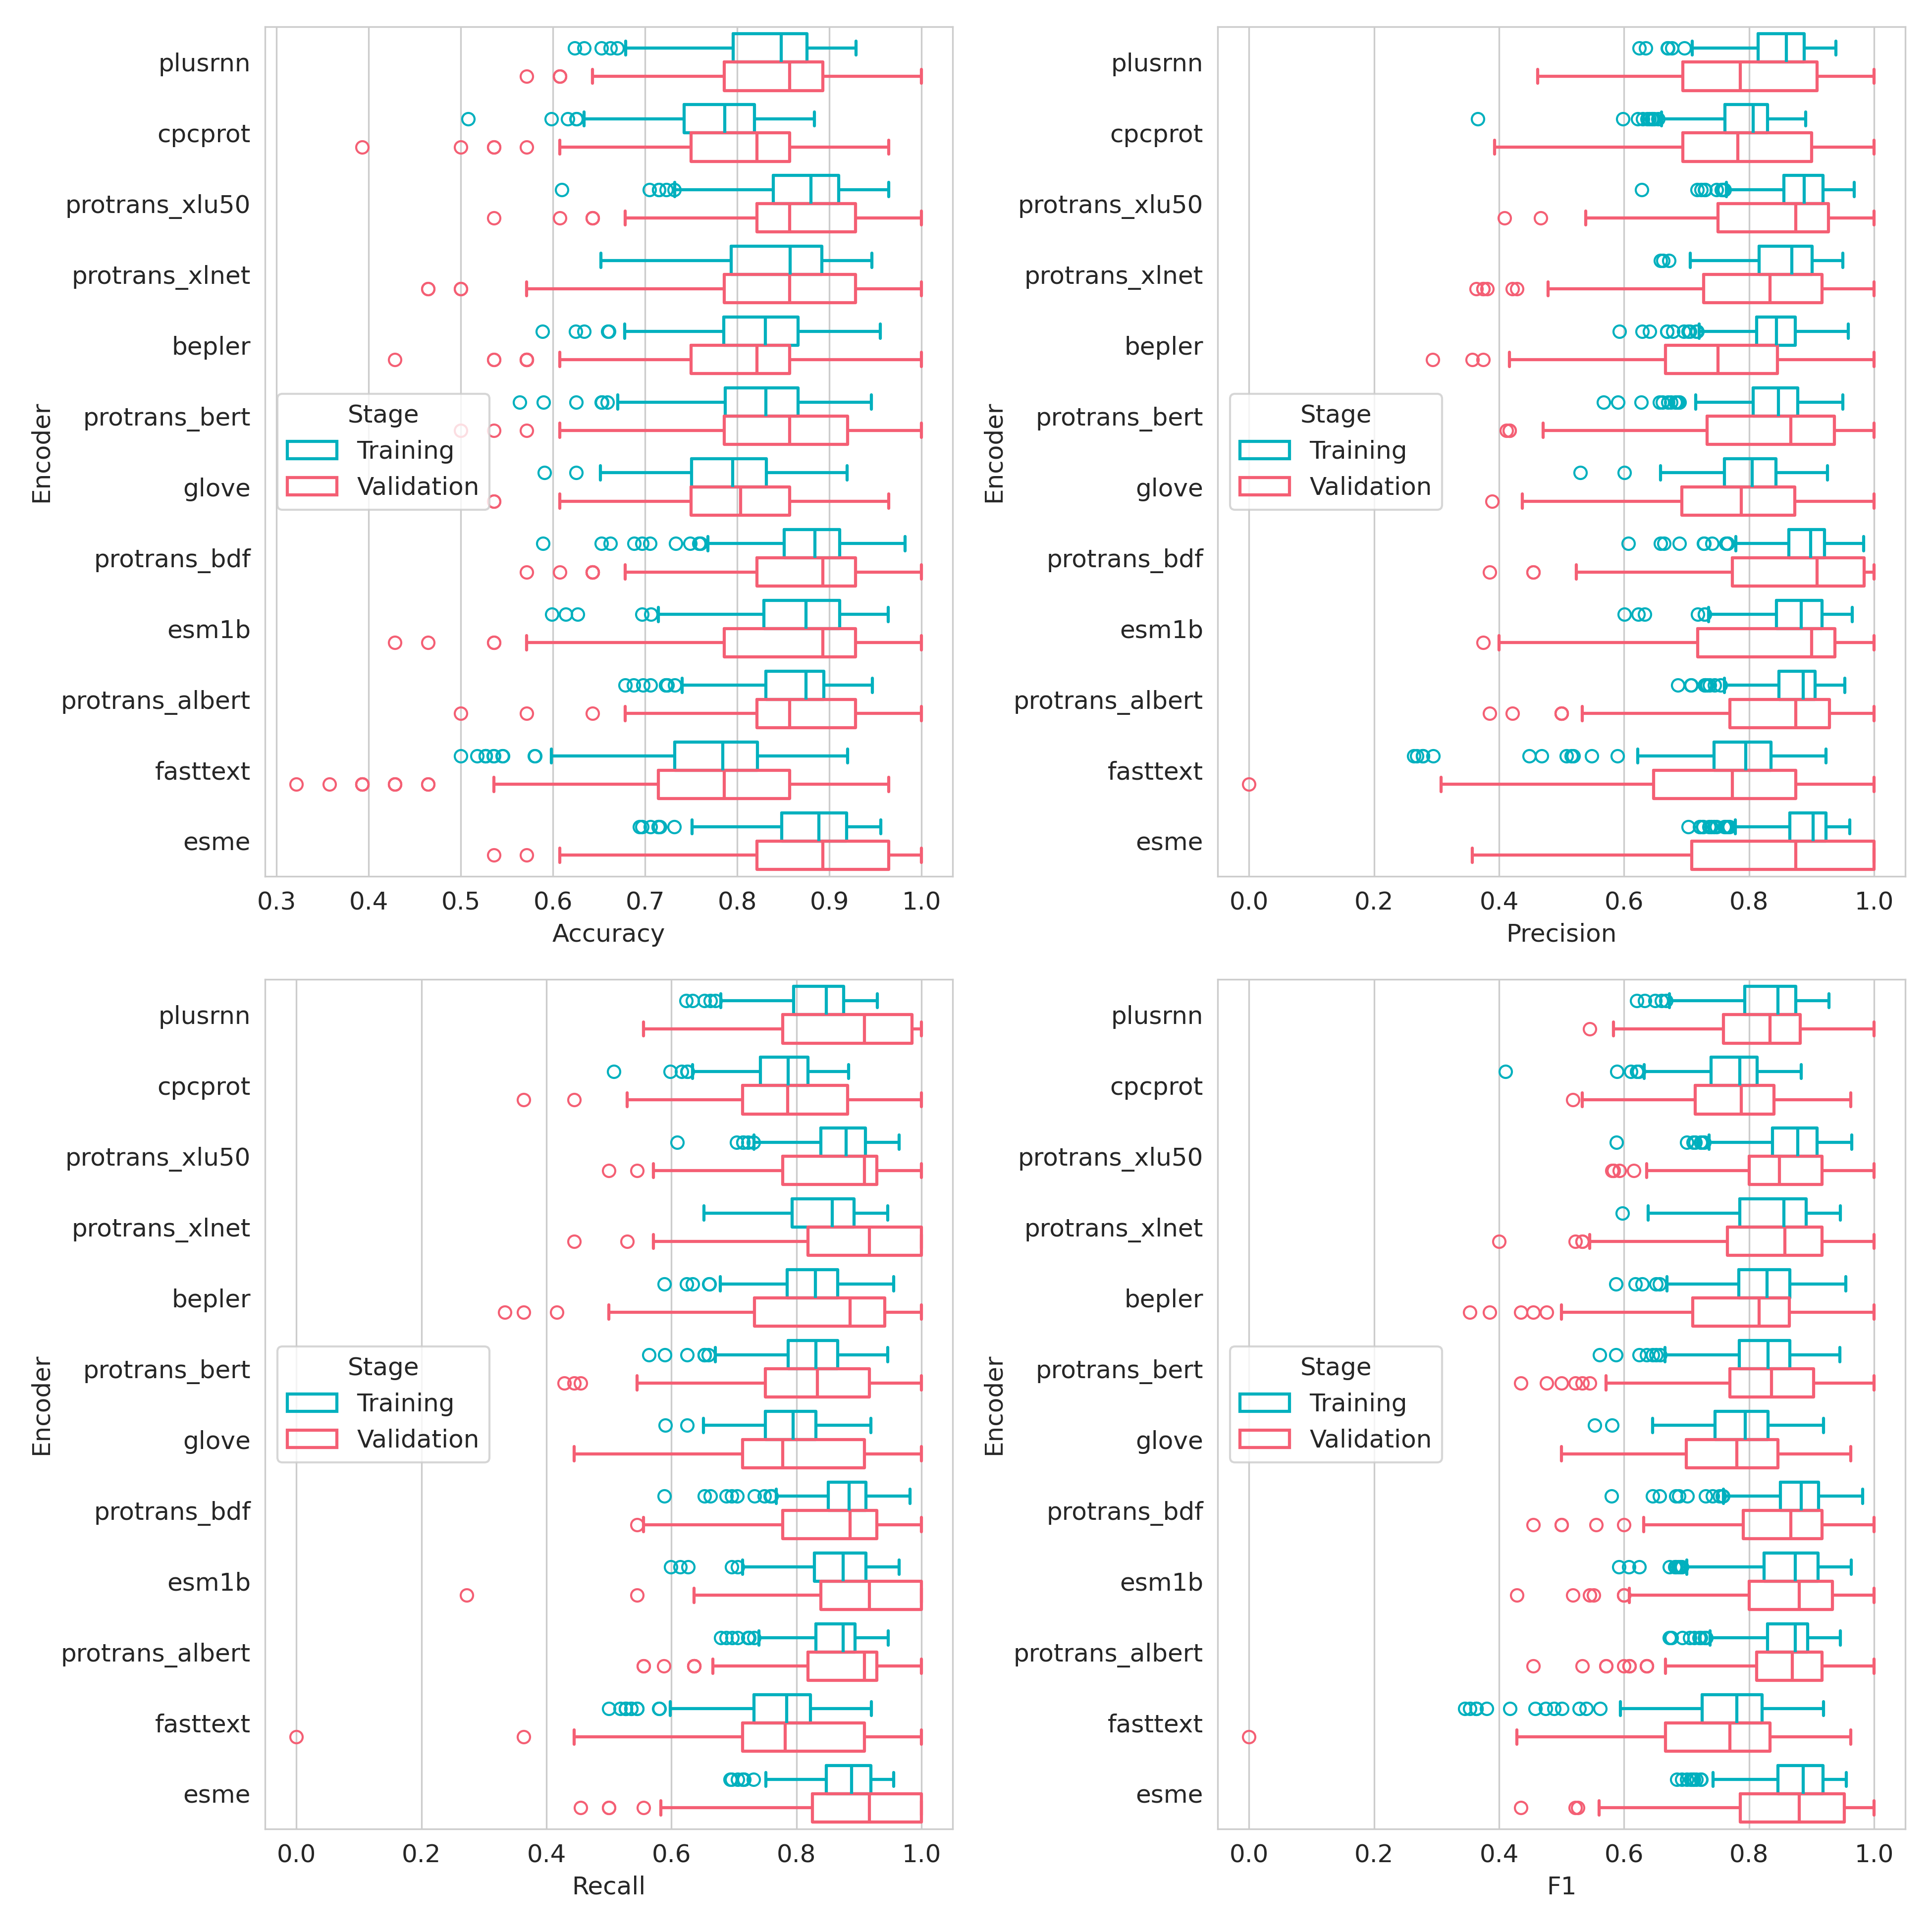 plusrnn
cpcprot
protrans_xlu50
protrans_xlnet
bepler
protrans_bert
glove
protrans_bdf
esm1b
protrans_albert
fasttext
esme
Encoder
Stage
Training
Validation
0.3 0.4 0.5 0.6 0.7 0.8 0.9 1.0
Accuracy
plusrnn
cpcprot
protrans_xlu50
protrans_xlnet
bepler
protrans_bert
glove
protrans_bdf
esm1b
protrans_albert
fasttext
esme
Encoder
Stage
Training
Validation
0.0 0.2 0.4 0.6 0.8 1.0
Precision
plusrnn
cpcprot
protrans_xlu50
protrans_xlnet
bepler
protrans_bert
glove
protrans_bdf
esm1b
protrans_albert
fasttext
esme
Encoder
Stage
Training
Validation
0.0 0.2 0.4 0.6 0.8 1.0
Recall
plusrnn
cpcprot
protrans_xlu50
protrans_xlnet
bepler
protrans_bert
glove
protrans_bdf
esm1b
protrans_albert
fasttext
esme
Encoder
Stage
Training
Validation
0.0 0.2 0.4 0.6 0.8 1.0
F1